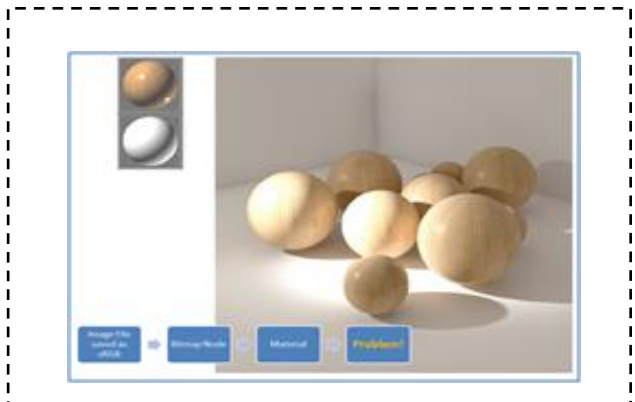 Image File
saved as
sRGB
Bitmap Node
Material
Problem!